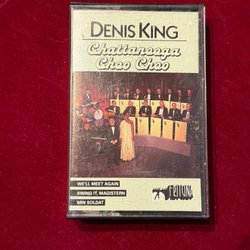 DENIS KING
Chattanooga
Choo Choo
WE'LL MEET AGAIN
SWING IT, MAGISTERN
MIN SOLDAT